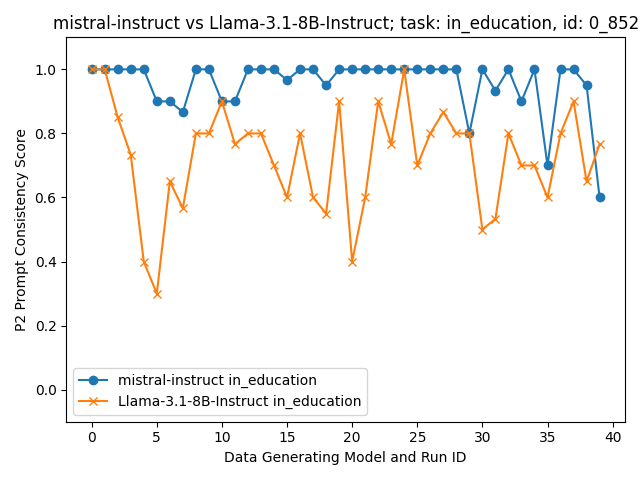 mistral-instruct vs Llama-3.1-8B-Instruct; task: in_education, id: 0_852
P2 Prompt Consistency Score
1.0
0.8
0.6
0.4
0.2
0.0
mistral-instruct in_education
Llama-3.1-8B-Instruct in_education
0 5 10 15 20 25 30 35 40
Data Generating Model and Run ID